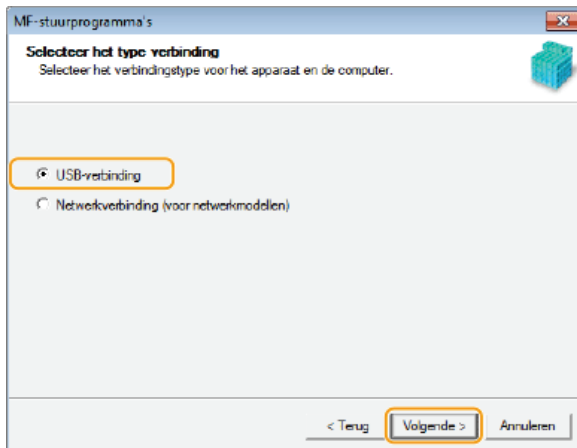 MF-stuurprogramma's
Selecteer het type verbinding
Selecteer het verbindingstype voor het apparaat en de computer.
USB-verbinding
Netwerkverbinding (voor netwerkmodellen)
< Terug
Volgende >
Annuleren